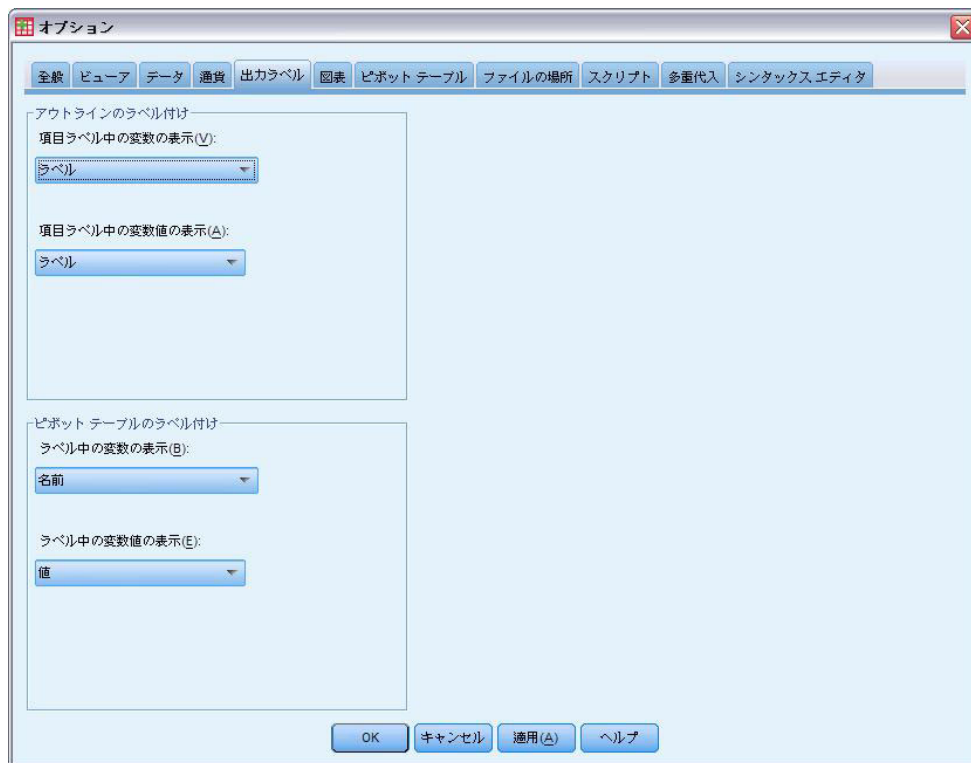 オプション
全般 ビューア データ 通貨 出力ラベル 図表 ピボット テーブル ファイルの場所 スクリプト 多重代入 シンタックス エディタ
アウトラインのラベル付け
項目ラベル中の変数の表示(V):
ラベル
項目ラベル中の変数値の表示(A):
ラベル
ピボット テーブルのラベル付け
ラベル中の変数の表示(B):
名前
ラベル中の変数値の表示(E):
値
OK キャンセル 適用(A) ヘルプ